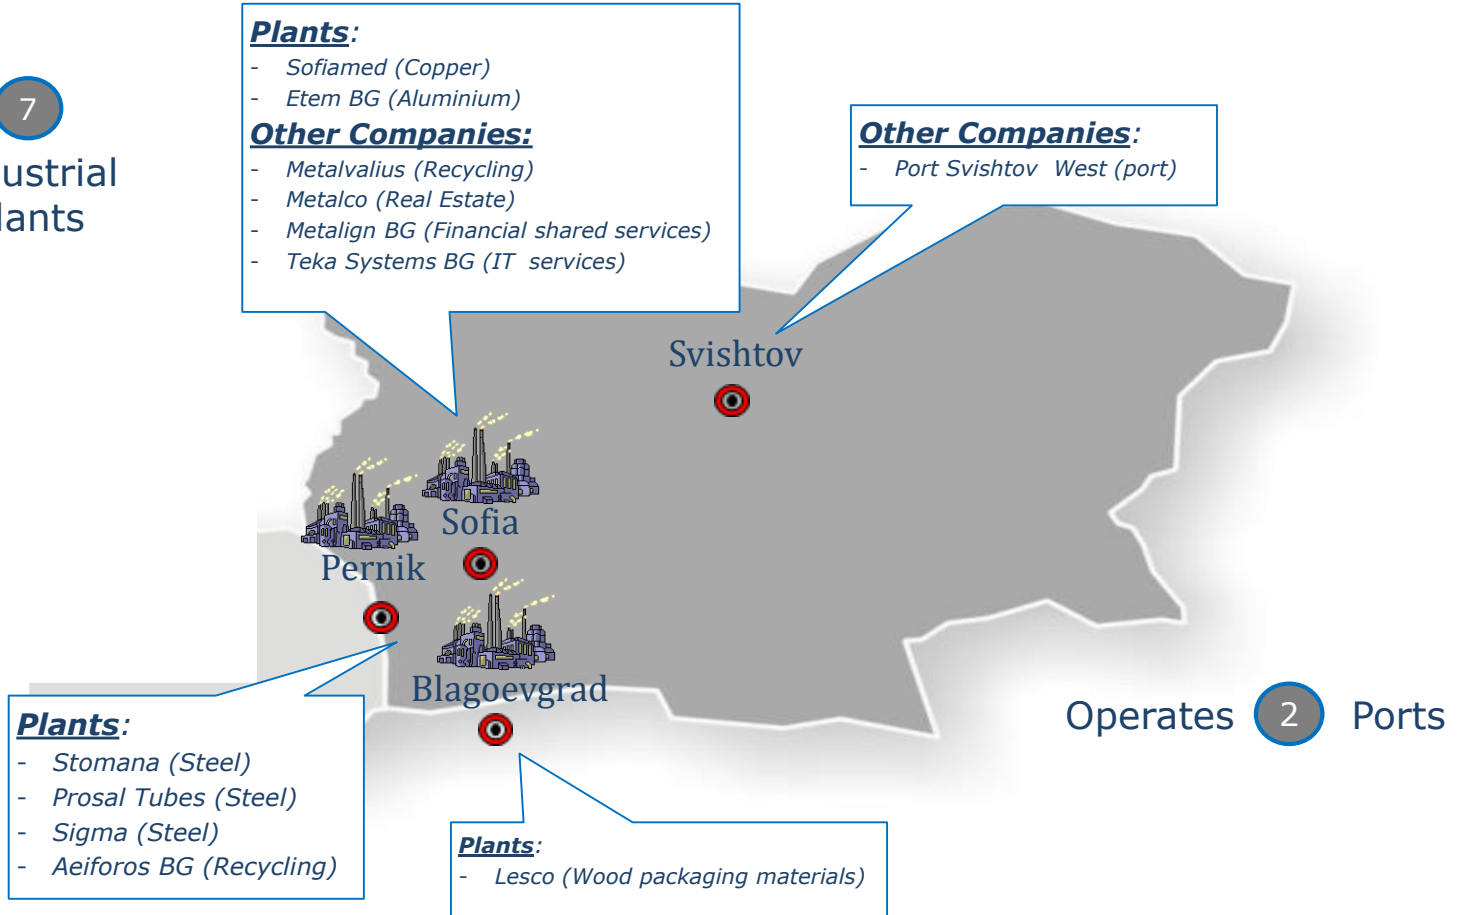 Plants:
- Sofiamed (Copper)
- Etem BG (Aluminium)
Other Companies:
- Metalvalius (Recycling)
- Metalco (Real Estate)
- Metalign BG (Financial shared services)
- Teka Systems BG (IT services)
7
ustrial
lants
Other Companies:
- Port Svishtov West (port)
Svishtov
Sofia
Pernik
Blagoevgrad
Plants:
- Stomana (Steel)
- Prosal Tubes (Steel)
- Sigma (Steel)
- Aeiforos BG (Recycling)
Plants:
- Lesco (Wood packaging materials)
Operates 2 Ports